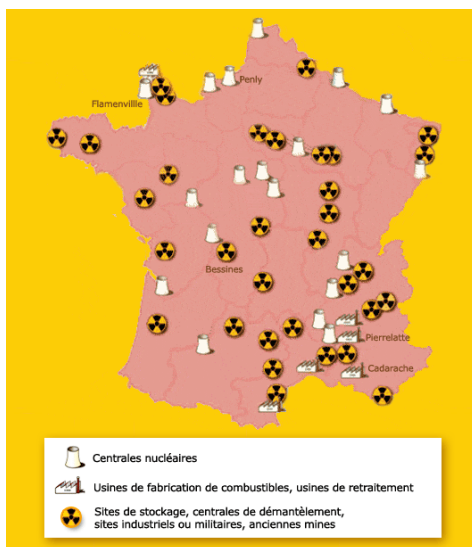 Penly
Flamenvillle
Bessines
Pierrelatte
Cadarache
Centrales nucléaires
Usines de fabrication de combustibles, usines de retraitement
Sites de stockage, centrales de démantèlement,
sites industriels ou militaires, anciennes mines